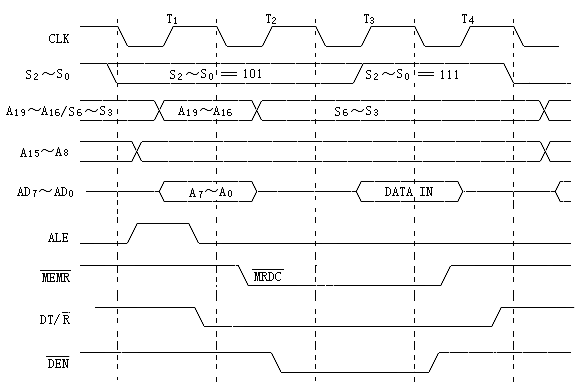 T1 T2 T3 T4
CLK
S2～S0 S2～S0 = 101 S2～S0 = 111
A19～A16/S6～S3 A19～A16 S6～S3
A15～A8
AD7～AD0 A7～A0 DATA IN
ALE
MEMR MRDC
DT/R
DEN